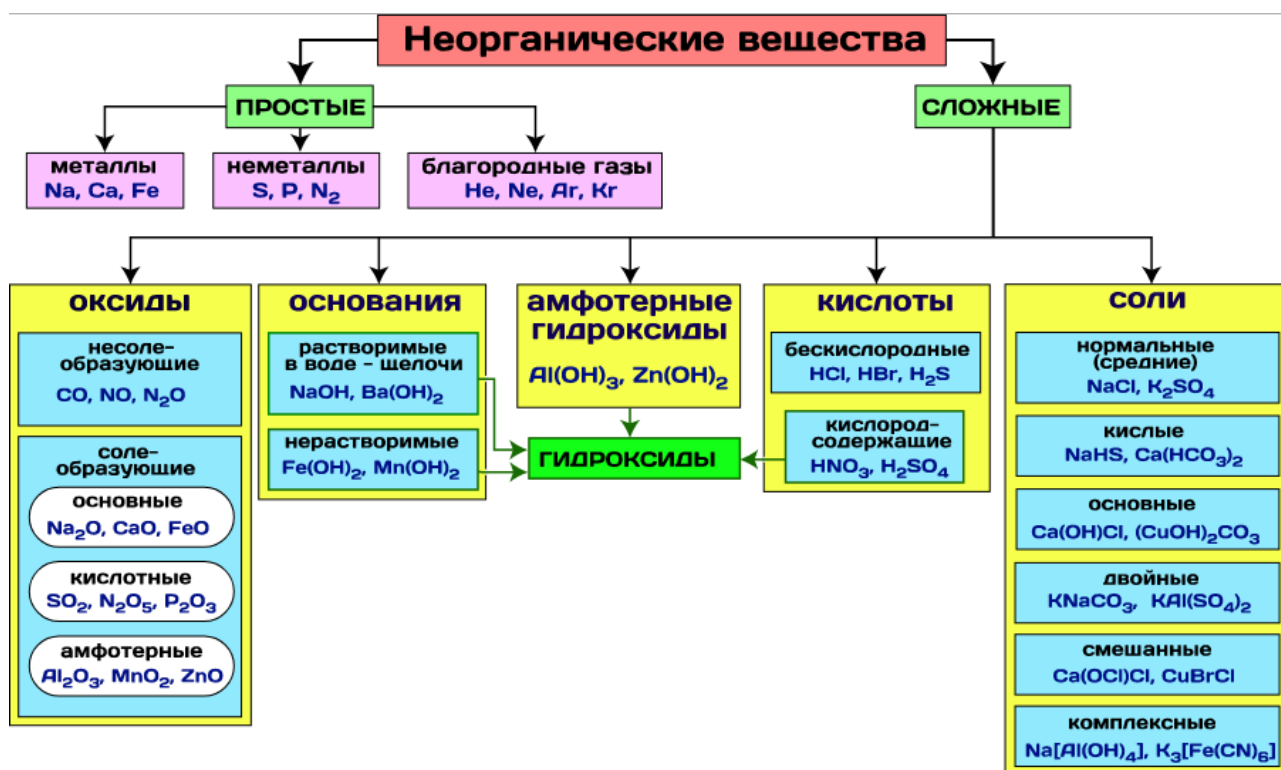 Неорганические вещества
ПРОСТЫЕ
СЛОЖНЫЕ
металлы
Na, Ca, Fe
неметаллы
S, P, N₂
благородные газы
He, Ne, Ar, Kr
оксиды
несоле-
образующие
CO, NO, N₂O
соле-
образующие
основные
Na₂O, CaO, FeO
кислотные
SO₂, N₂O₅, P₂O₃
амфотерные
Al₂O₃, MnO₂, ZnO
основания
растворимые
в воде - щелочи
NaOH, Ba(OH)₂
нерастворимые
Fe(OH)₂, Mn(OH)₂
амфотерные
гидроксиды
Al(OH)₃, Zn(OH)₂
ГИДРОКСИДЫ
кислоты
бескислородные
HCl, HBr, H₂S
кислород-
содержащие
HNO₃, H₂SO₄
соли
нормальные
(средние)
NaCl, K₂SO₄
кислые
NaHS, Ca(HCO₃)₂
основные
Ca(OH)Cl, (CuOH)₂CO₃
двойные
KNaCO₃, KAl(SO₄)₂
смешанные
Ca(OCl)Cl, CuBrCl
комплексные
Na[Al(OH)₄], K₃[Fe(CN)₆]